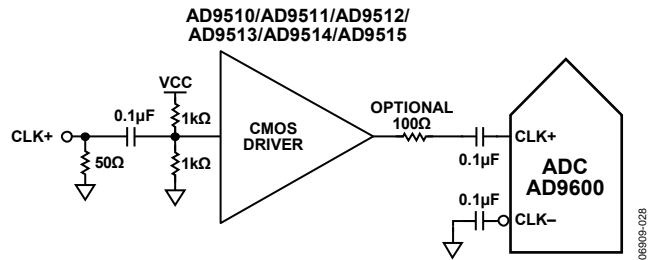 AD9510/AD9511/AD9512/
AD9513/AD9514/AD9515
VCC
0.1µF
1kΩ
CLK+
50Ω
1kΩ
CMOS
DRIVER
OPTIONAL
100Ω
0.1µF
CLK+
ADC
AD9600
0.1µF
CLK–
06909-028